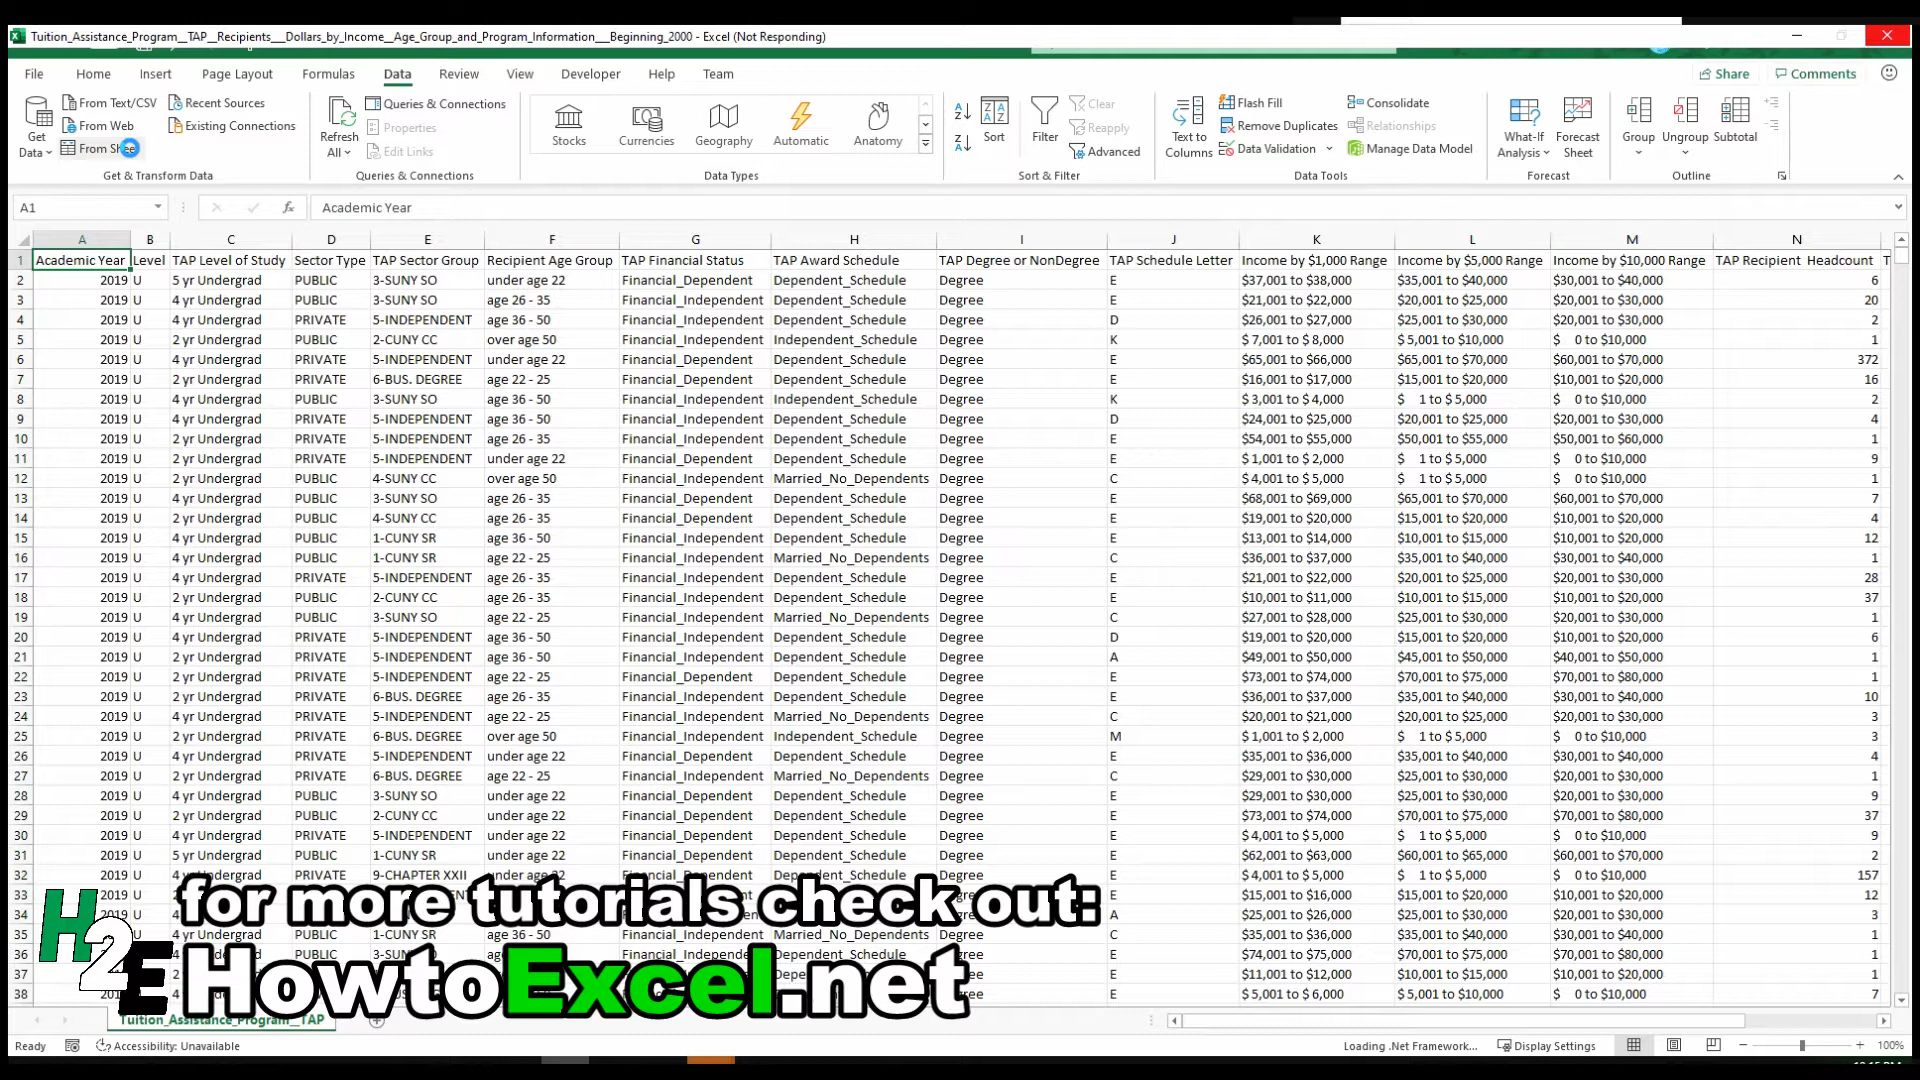 Tuition_Assistance_Program__TAP__Recipients___Dollars_by_Income__Age_Group_and_Program_Information___Beginning_2000 - Excel (Not Responding)
File Home Insert Page Layout Formulas Data Review View Developer Help Team Share Comments
Get Data From Text/CSV From Web Recent Sources Existing Connections
Get & Transform Data
Refresh All Queries & Connections Properties Edit Links
Queries & Connections
Stocks Currencies Geography Automatic Anatomy
Data Types
Sort Filter Clear Reapply Advanced
Sort & Filter
Text to Columns Flash Fill Remove Duplicates Data Validation Consolidate Relationships Manage Data Model
Data Tools
What-If Analysis Forecast Sheet
Forecast
Group Ungroup Subtotal
Outline
A1 fx Academic Year
A B C D E F G H I J K L M N
1 Academic Year Level TAP Level of Study Sector Type TAP Sector Group Recipient Age Group TAP Financial Status TAP Award Schedule TAP Degree or NonDegree TAP Schedule Letter Income by $1,000 Range Income by $5,000 Range Income by $10,000 Range TAP Recipient Headcount T
2 2019 U 5 yr Undergrad PUBLIC 3-SUNY SO under age 22 Financial_Dependent Dependent_Schedule Degree E $37,001 to $38,000 $35,001 to $40,000 $30,001 to $40,000 6
3 2019 U 4 yr Undergrad PUBLIC 3-SUNY SO age 26 - 35 Financial_Independent Dependent_Schedule Degree E $21,001 to $22,000 $20,001 to $25,000 $20,001 to $30,000 20
4 2019 U 4 yr Undergrad PRIVATE 5-INDEPENDENT age 36 - 50 Financial_Independent Dependent_Schedule Degree D $26,001 to $27,000 $25,001 to $30,000 $20,001 to $30,000 2
5 2019 U 2 yr Undergrad PUBLIC 2-CUNY CC over age 50 Financial_Independent Independent_Schedule Degree K $ 7,001 to $ 8,000 $ 5,001 to $10,000 $ 0 to $10,000 1
6 2019 U 4 yr Undergrad PRIVATE 5-INDEPENDENT under age 22 Financial_Dependent Dependent_Schedule Degree E $65,001 to $66,000 $65,001 to $70,000 $60,001 to $70,000 372
7 2019 U 2 yr Undergrad PRIVATE 6-BUS. DEGREE age 22 - 25 Financial_Dependent Dependent_Schedule Degree E $16,001 to $17,000 $15,001 to $20,000 $10,001 to $20,000 16
8 2019 U 4 yr Undergrad PUBLIC 3-SUNY SO age 36 - 50 Financial_Independent Independent_Schedule Degree K $ 3,001 to $ 4,000 $ 1 to $ 5,000 $ 0 to $10,000 2
9 2019 U 4 yr Undergrad PRIVATE 5-INDEPENDENT age 36 - 50 Financial_Independent Dependent_Schedule Degree D $24,001 to $25,000 $20,001 to $25,000 $20,001 to $30,000 4
10 2019 U 2 yr Undergrad PRIVATE 5-INDEPENDENT age 26 - 35 Financial_Independent Dependent_Schedule Degree E $54,001 to $55,000 $50,001 to $55,000 $50,001 to $60,000 1
11 2019 U 2 yr Undergrad PRIVATE 5-INDEPENDENT under age 22 Financial_Dependent Dependent_Schedule Degree E $ 1,001 to $ 2,000 $ 1 to $ 5,000 $ 0 to $10,000 9
12 2019 U 2 yr Undergrad PUBLIC 4-SUNY CC over age 50 Financial_Independent Married_No_Dependents Degree C $ 4,001 to $ 5,000 $ 1 to $ 5,000 $ 0 to $10,000 1
13 2019 U 4 yr Undergrad PUBLIC 3-SUNY SO age 26 - 35 Financial_Dependent Dependent_Schedule Degree E $68,001 to $69,000 $65,001 to $70,000 $60,001 to $70,000 7
14 2019 U 2 yr Undergrad PUBLIC 4-SUNY CC age 26 - 35 Financial_Dependent Dependent_Schedule Degree E $19,001 to $20,000 $15,001 to $20,000 $10,001 to $20,000 4
15 2019 U 4 yr Undergrad PUBLIC 1-CUNY SR age 36 - 50 Financial_Independent Dependent_Schedule Degree E $13,001 to $14,000 $10,001 to $15,000 $10,001 to $20,000 12
16 2019 U 4 yr Undergrad PUBLIC 1-CUNY SR age 22 - 25 Financial_Independent Married_No_Dependents Degree C $36,001 to $37,000 $35,001 to $40,000 $30,001 to $40,000 1
17 2019 U 4 yr Undergrad PRIVATE 5-INDEPENDENT age 26 - 35 Financial_Independent Dependent_Schedule Degree E $21,001 to $22,000 $20,001 to $25,000 $20,001 to $30,000 28
18 2019 U 2 yr Undergrad PUBLIC 2-CUNY CC age 26 - 35 Financial_Independent Dependent_Schedule Degree E $10,001 to $11,000 $10,001 to $15,000 $10,001 to $20,000 37
19 2019 U 4 yr Undergrad PUBLIC 3-SUNY SO age 22 - 25 Financial_Independent Married_No_Dependents Degree C $27,001 to $28,000 $25,001 to $30,000 $20,001 to $30,000 1
20 2019 U 4 yr Undergrad PRIVATE 5-INDEPENDENT age 36 - 50 Financial_Independent Dependent_Schedule Degree D $19,001 to $20,000 $15,001 to $20,000 $10,001 to $20,000 6
21 2019 U 2 yr Undergrad PRIVATE 5-INDEPENDENT age 36 - 50 Financial_Independent Dependent_Schedule Degree A $49,001 to $50,000 $45,001 to $50,000 $40,001 to $50,000 1
22 2019 U 2 yr Undergrad PRIVATE 5-INDEPENDENT age 22 - 25 Financial_Dependent Dependent_Schedule Degree E $73,001 to $74,000 $70,001 to $75,000 $70,001 to $80,000 1
23 2019 U 2 yr Undergrad PRIVATE 6-BUS. DEGREE age 26 - 35 Financial_Independent Dependent_Schedule Degree E $36,001 to $37,000 $35,001 to $40,000 $30,001 to $40,000 10
24 2019 U 4 yr Undergrad PRIVATE 5-INDEPENDENT age 22 - 25 Financial_Independent Married_No_Dependents Degree C $20,001 to $21,000 $20,001 to $25,000 $20,001 to $30,000 3
25 2019 U 4 yr Undergrad PRIVATE 6-BUS. DEGREE over age 50 Financial_Independent Independent_Schedule Degree M $ 1,001 to $ 2,000 $ 1 to $ 5,000 $ 0 to $10,000 3
26 2019 U 4 yr Undergrad PRIVATE 5-INDEPENDENT under age 22 Financial_Independent Dependent_Schedule Degree E $35,001 to $36,000 $35,001 to $40,000 $30,001 to $40,000 4
27 2019 U 2 yr Undergrad PRIVATE 6-BUS. DEGREE age 22 - 25 Financial_Independent Married_No_Dependents Degree C $29,001 to $30,000 $25,001 to $30,000 $20,001 to $30,000 1
28 2019 U 4 yr Undergrad PUBLIC 3-SUNY SO under age 22 Financial_Dependent Dependent_Schedule Degree E $29,001 to $30,000 $25,001 to $30,000 $20,001 to $30,000 9
29 2019 U 2 yr Undergrad PUBLIC 2-CUNY CC under age 22 Financial_Dependent Dependent_Schedule Degree E $73,001 to $74,000 $70,001 to $75,000 $70,001 to $80,000 37
30 2019 U 4 yr Undergrad PRIVATE 5-INDEPENDENT under age 22 Financial_Independent Dependent_Schedule Degree E $ 4,001 to $ 5,000 $ 1 to $ 5,000 $ 0 to $10,000 9
31 2019 U 5 yr Undergrad PUBLIC 1-CUNY SR under age 22 Financial_Dependent Dependent_Schedule Degree E $62,001 to $63,000 $60,001 to $65,000 $60,001 to $70,000 2
32 2019 U PRIVATE 9-CHAPTER XXII E $ 4,001 to $ 5,000 $ 1 to $ 5,000 $ 0 to $10,000 157
33 2019 E $15,001 to $16,000 $15,001 to $20,000 $10,001 to $20,000 12
34 2019 A $25,001 to $26,000 $25,001 to $30,000 $20,001 to $30,000 3
35 C $35,001 to $36,000 $35,001 to $40,000 $30,001 to $40,000 1
36 E $74,001 to $75,000 $70,001 to $75,000 $70,001 to $80,000 1
37 E $11,001 to $12,000 $10,001 to $15,000 $10,001 to $20,000 1
38 E $ 5,001 to $ 6,000 $ 5,001 to $10,000 $ 0 to $10,000 7
for more tutorials check out:
H2E HowtoExcel.net
Tuition_Assistance_Program__TAP
Ready Accessibility: Unavailable Loading .Net Framework... Display Settings 100%